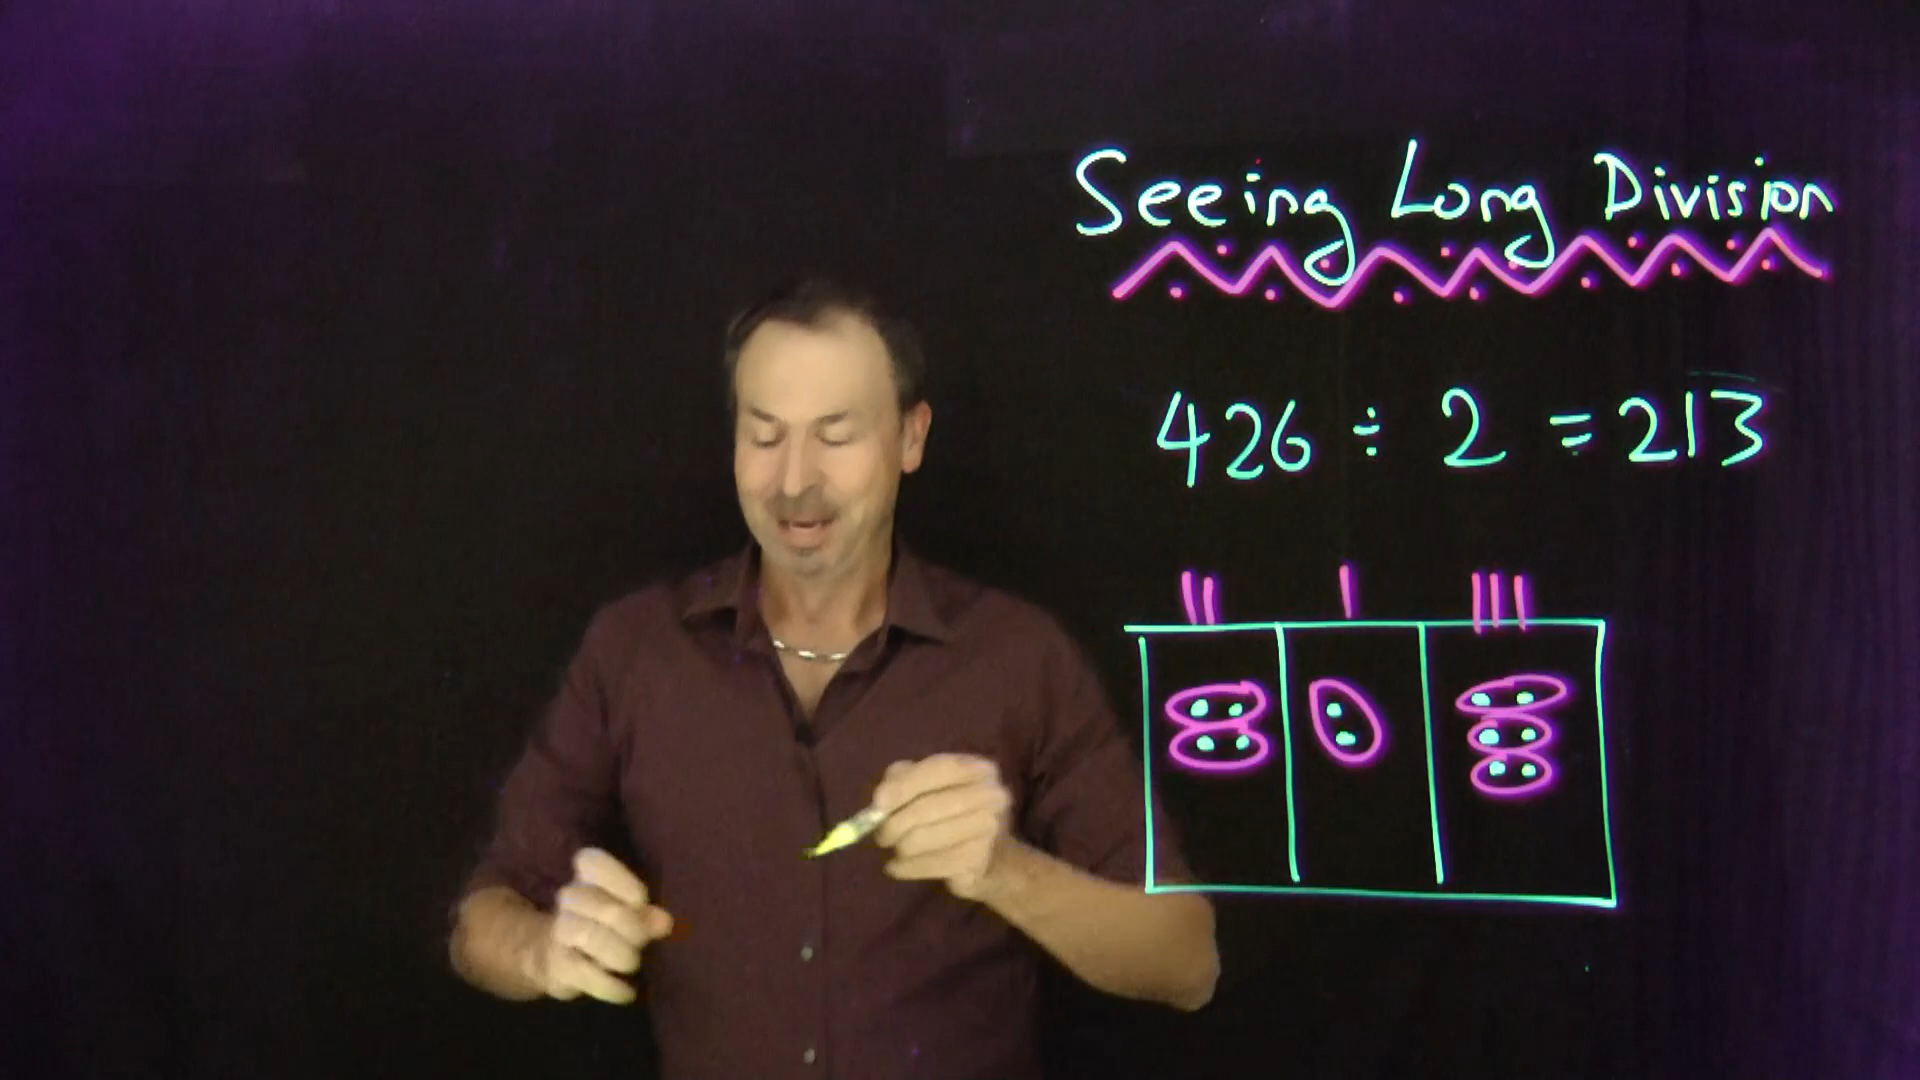 Seeing Long Division
426 ÷ 2 = 213
|| | |||